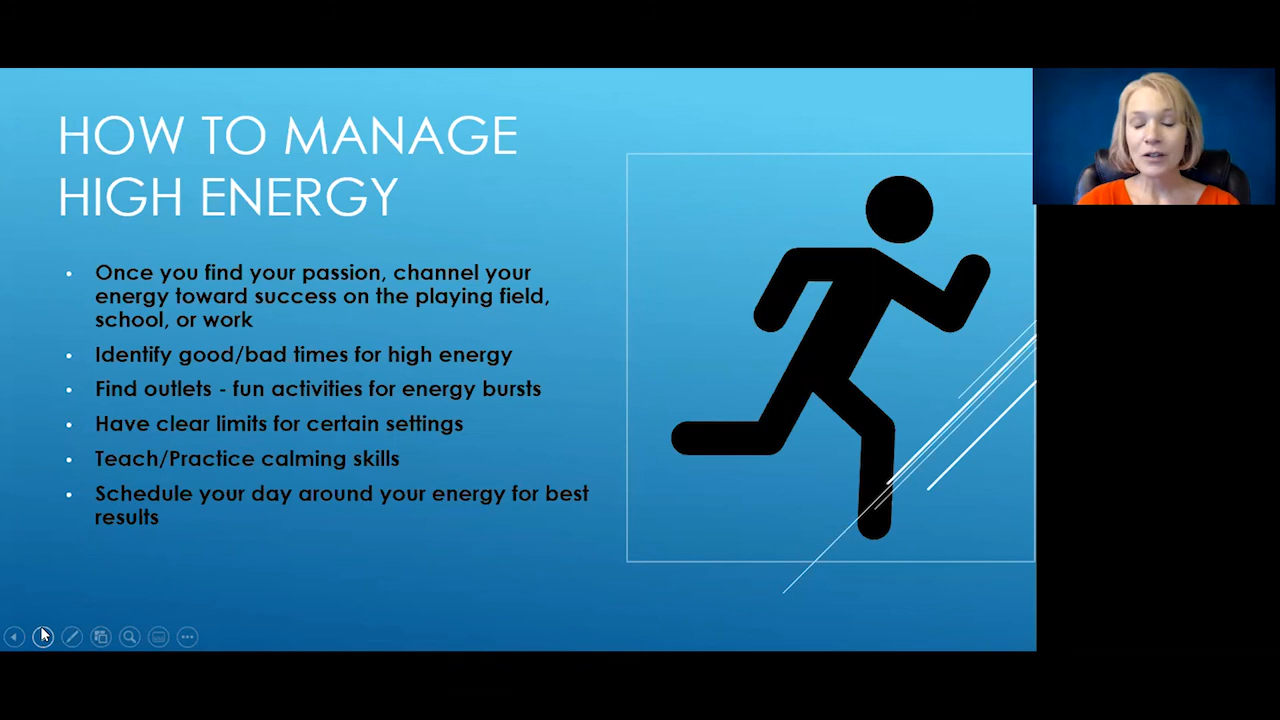 HOW TO MANAGE
HIGH ENERGY
• Once you find your passion, channel your
energy toward success on the playing field,
school, or work
• Identify good/bad times for high energy
• Find outlets - fun activities for energy bursts
• Have clear limits for certain settings
• Teach/Practice calming skills
• Schedule your day around your energy for best
results